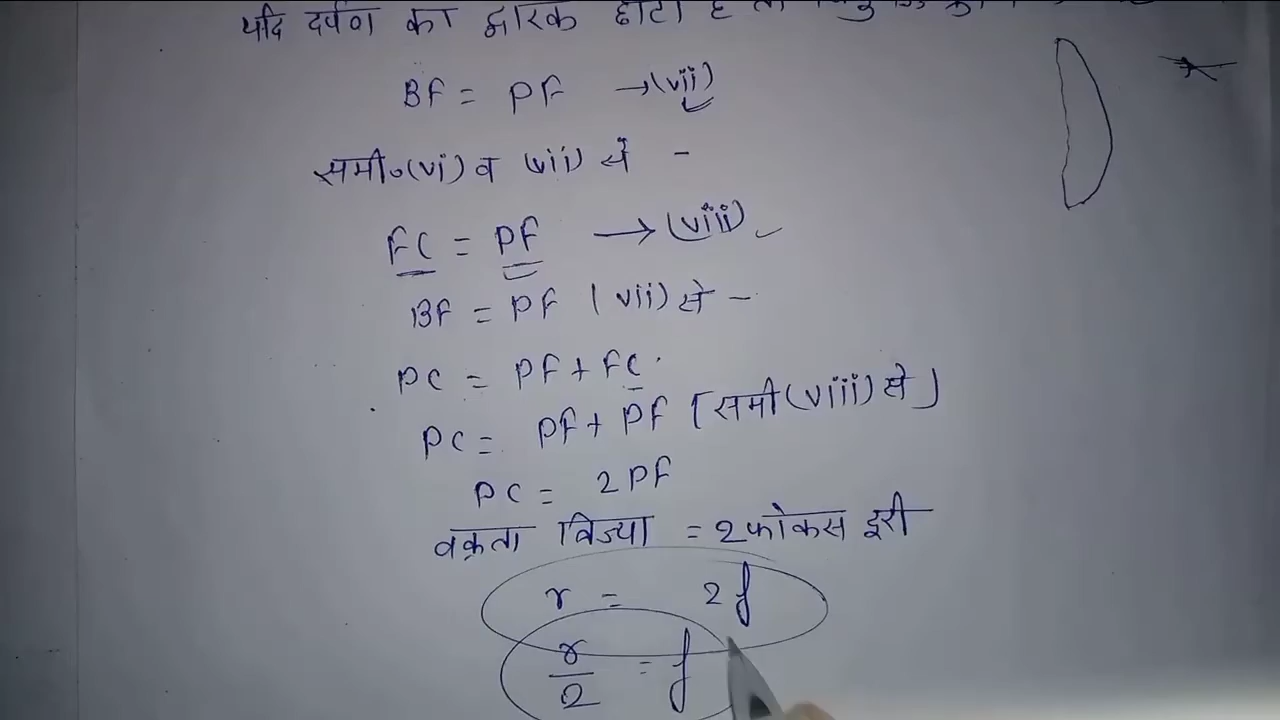 यदि दर्पण का द्वारक छोटा है तो
BF = PF →(vii)
समी०(vi) व (vii) से -
FC = PF → (viii)
BF = PF (vii) से -
PC = PF + FC
PC = PF + PF [समी(viii) से]
PC = 2PF
वक्रता त्रिज्या = 2 फोकस दूरी
r = 2f
r/2 = f